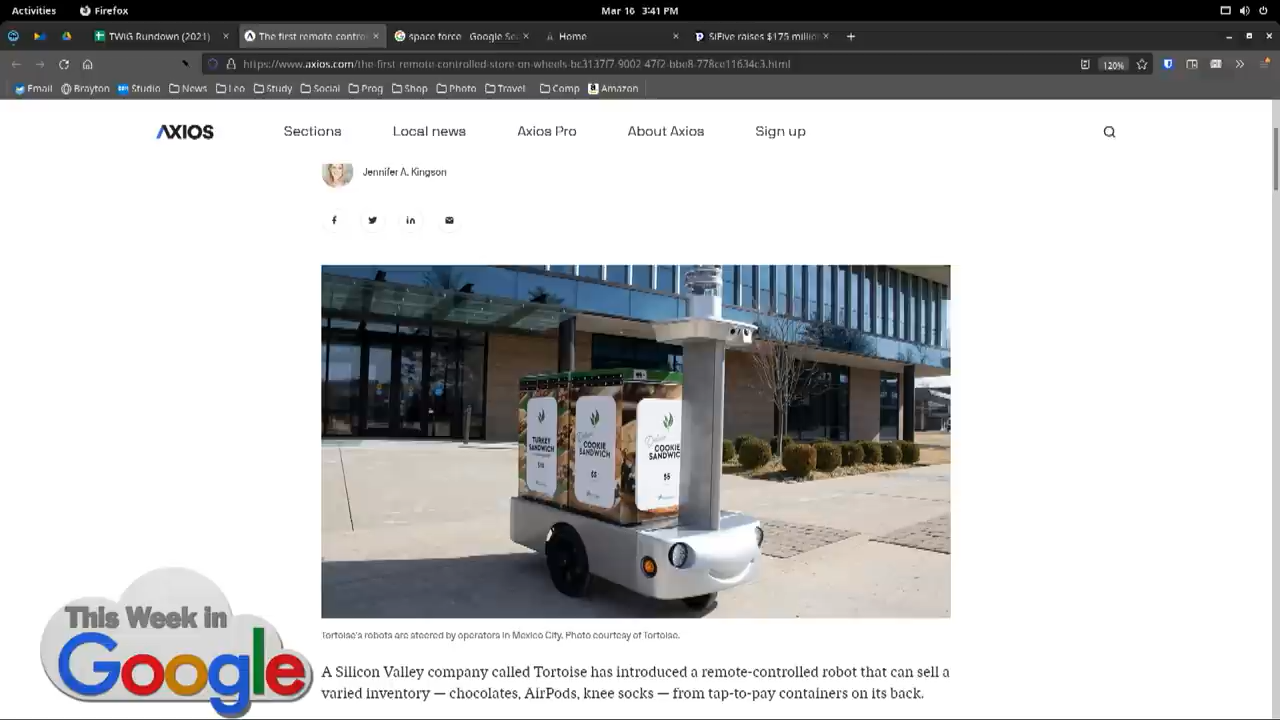 Activities Firefox Mar 16 3:41 PM
TWiG Rundown (2021) The first remote-contro space force - Google Se Home SiFive raises $175 millio
https://www.axios.com/the-first-remote-controlled-store-on-wheels-bc3137f7-9002-47f2-bbe8-778ce11634c3.html 120%
Email Brayton Studio News Leo Study Social Prog Shop Photo Travel Comp Amazon
AXIOS Sections Local news Axios Pro About Axios Sign up
Jennifer A. Kingson
TURKEY
SANDWICH
$10
COOKIE
SANDWICH
$5
COOKIE
SANDWIC
$5
Tortoise's robots are steered by operators in Mexico City. Photo courtesy of Tortoise.
A Silicon Valley company called Tortoise has introduced a remote-controlled robot that can sell a
varied inventory — chocolates, AirPods, knee socks — from tap-to-pay containers on its back.
This Week in
Google